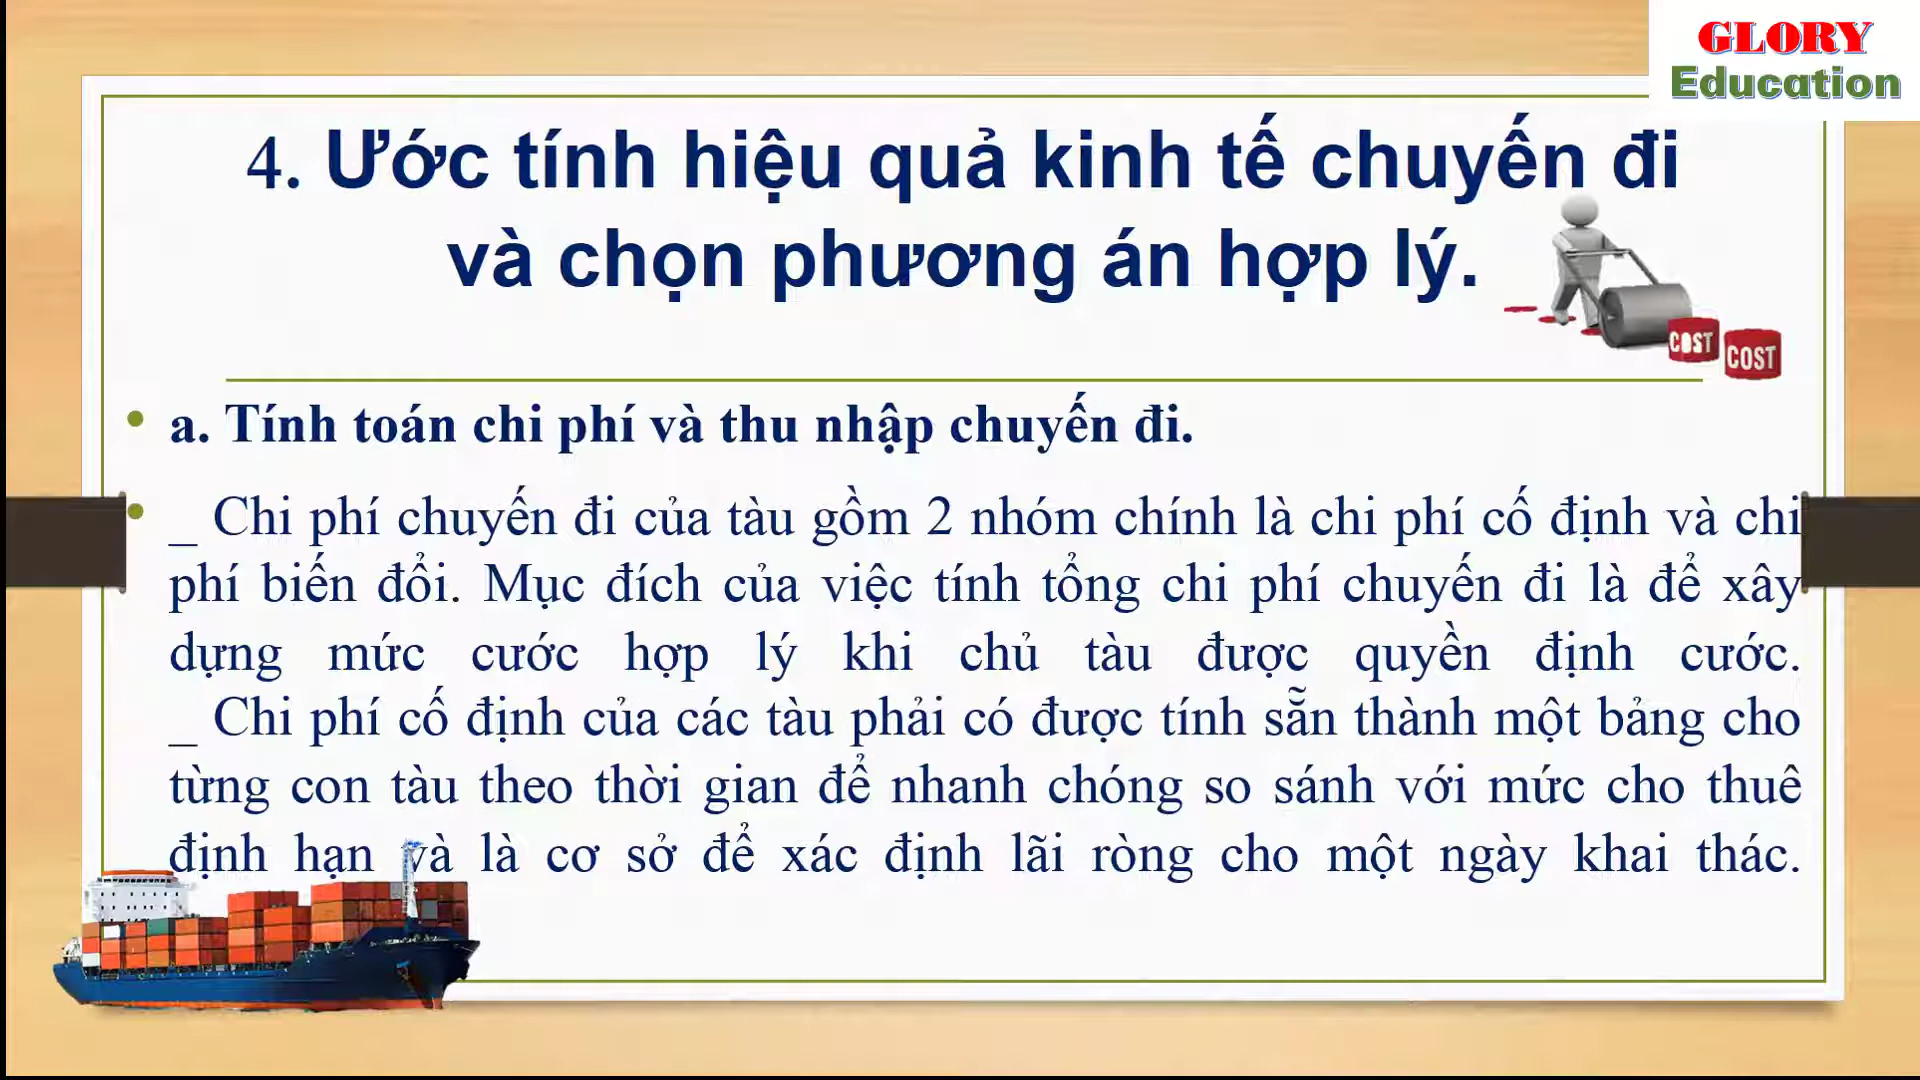 GLORY
Education
4. Ước tính hiệu quả kinh tế chuyến đi
và chọn phương án hợp lý.
COST
COST
• a. Tính toán chi phí và thu nhập chuyến đi.
• _ Chi phí chuyến đi của tàu gồm 2 nhóm chính là chi phí cố định và chi
phí biến đổi. Mục đích của việc tính tổng chi phí chuyến đi là để xây
dựng mức cước hợp lý khi chủ tàu được quyền định cước.
_ Chi phí cố định của các tàu phải có được tính sẵn thành một bảng cho
từng con tàu theo thời gian để nhanh chóng so sánh với mức cho thuê
định hạn và là cơ sở để xác định lãi ròng cho một ngày khai thác.